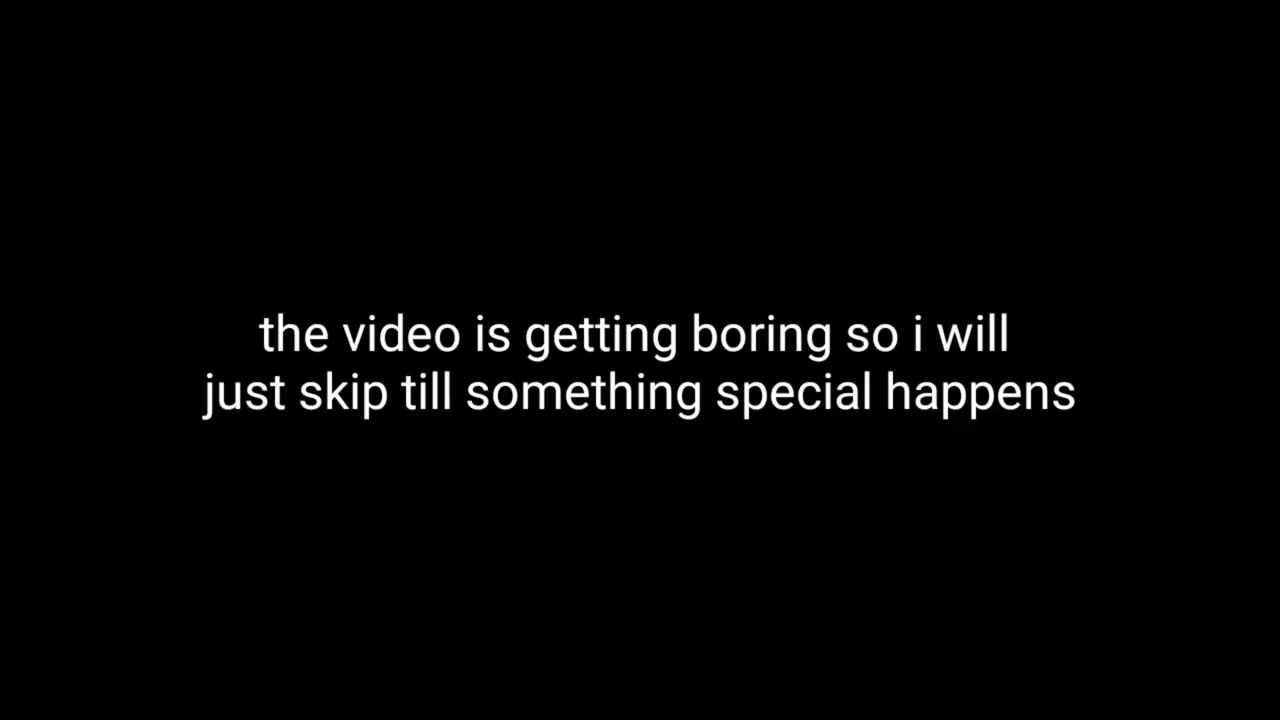 the video is getting boring so i will
just skip till something special happens